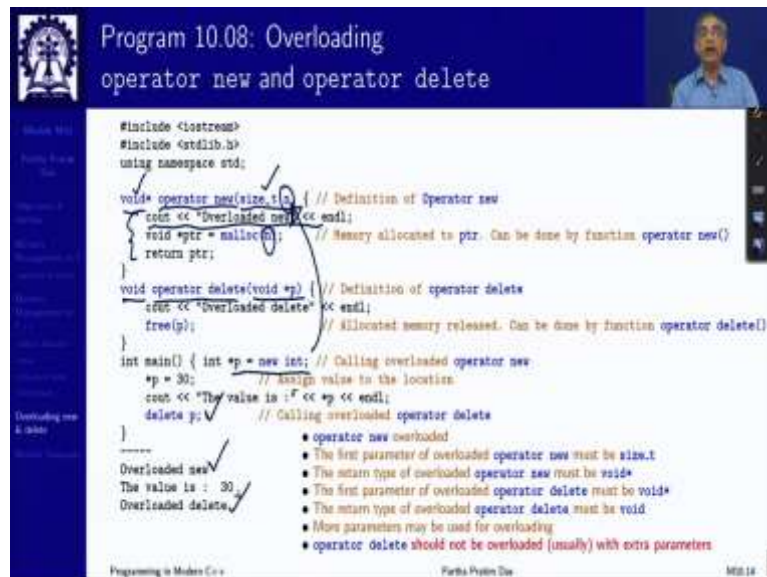 Program 10.08: Overloading
operator new and operator delete
#include <iostream>
#include <stdlib.h>
using namespace std;
void* operator new(size_t n) { // Definition of Operator new
cout << "Overloaded new" << endl;
void *ptr = malloc(n); // Memory allocated to ptr. Can be done by function operator new()
return ptr;
}
void operator delete(void *p) { // Definition of operator delete
cout << "Overloaded delete" << endl;
free(p); // Allocated memory released. Can be done by function operator delete()
}
int main() { int *p = new int; // Calling overloaded operator new
*p = 30; // Assign value to the location
cout << "The value is :" << *p << endl;
delete p; // Calling overloaded operator delete
}
-----
Overloaded new
The value is : 30
Overloaded delete
• operator new overloaded
• The first parameter of overloaded operator new must be size_t
• The return type of overloaded operator new must be void*
• The first parameter of overloaded operator delete must be void*
• The return type of overloaded operator delete must be void
• More parameters may be used for overloading
• operator delete should not be overloaded (usually) with extra parameters
Overloading new
& delete
Programming in Modern C++
Partha Pratim Das
M10.14